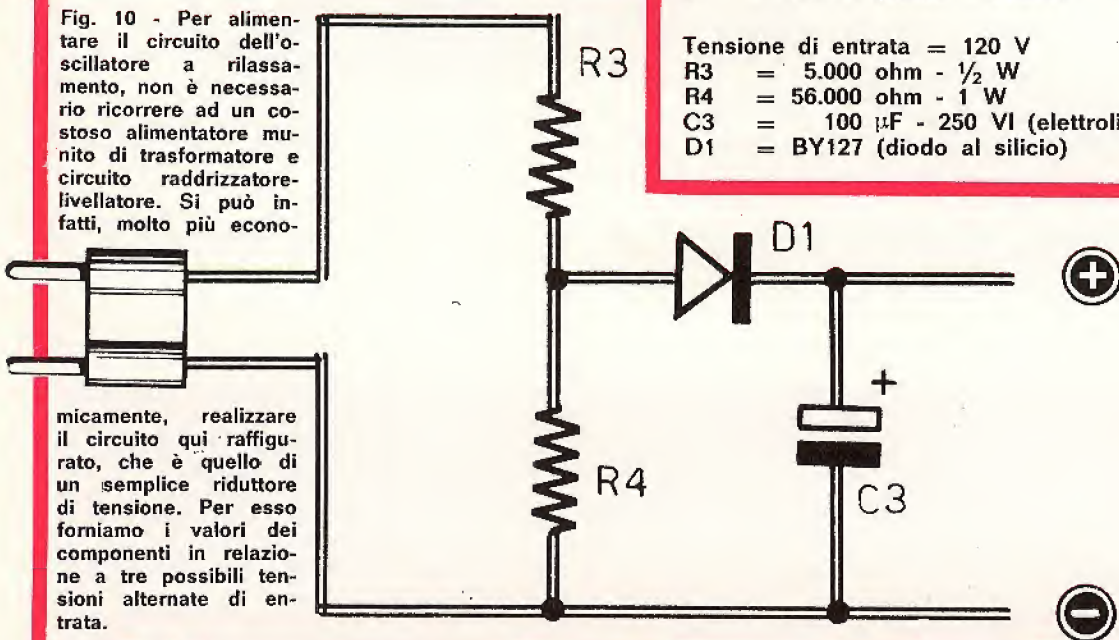 Fig. 10 - Per alimen-
tare il circuito dell'o-
scillatore a rilassa-
mento, non è necessa-
rio ricorrere ad un co-
stoso alimentatore mu-
nito di trasformatore e
circuito raddrizzatore-
livellatore. Si può in-
fatti, molto più econo-
micamente, realizzare
il circuito qui raffigu-
rato, che è quello di
un semplice riduttore
di tensione. Per esso
forniamo i valori dei
componenti in relazio-
ne a tre possibili ten-
sioni alternate di en-
trata.
Tensione di entrata = 120 V
R3 = 5.000 ohm - ½ W
R4 = 56.000 ohm - 1 W
C3 = 100 µF - 250 Vl (elettroli
D1 = BY127 (diodo al silicio)
R3
D1
+
+
R4
C3
-